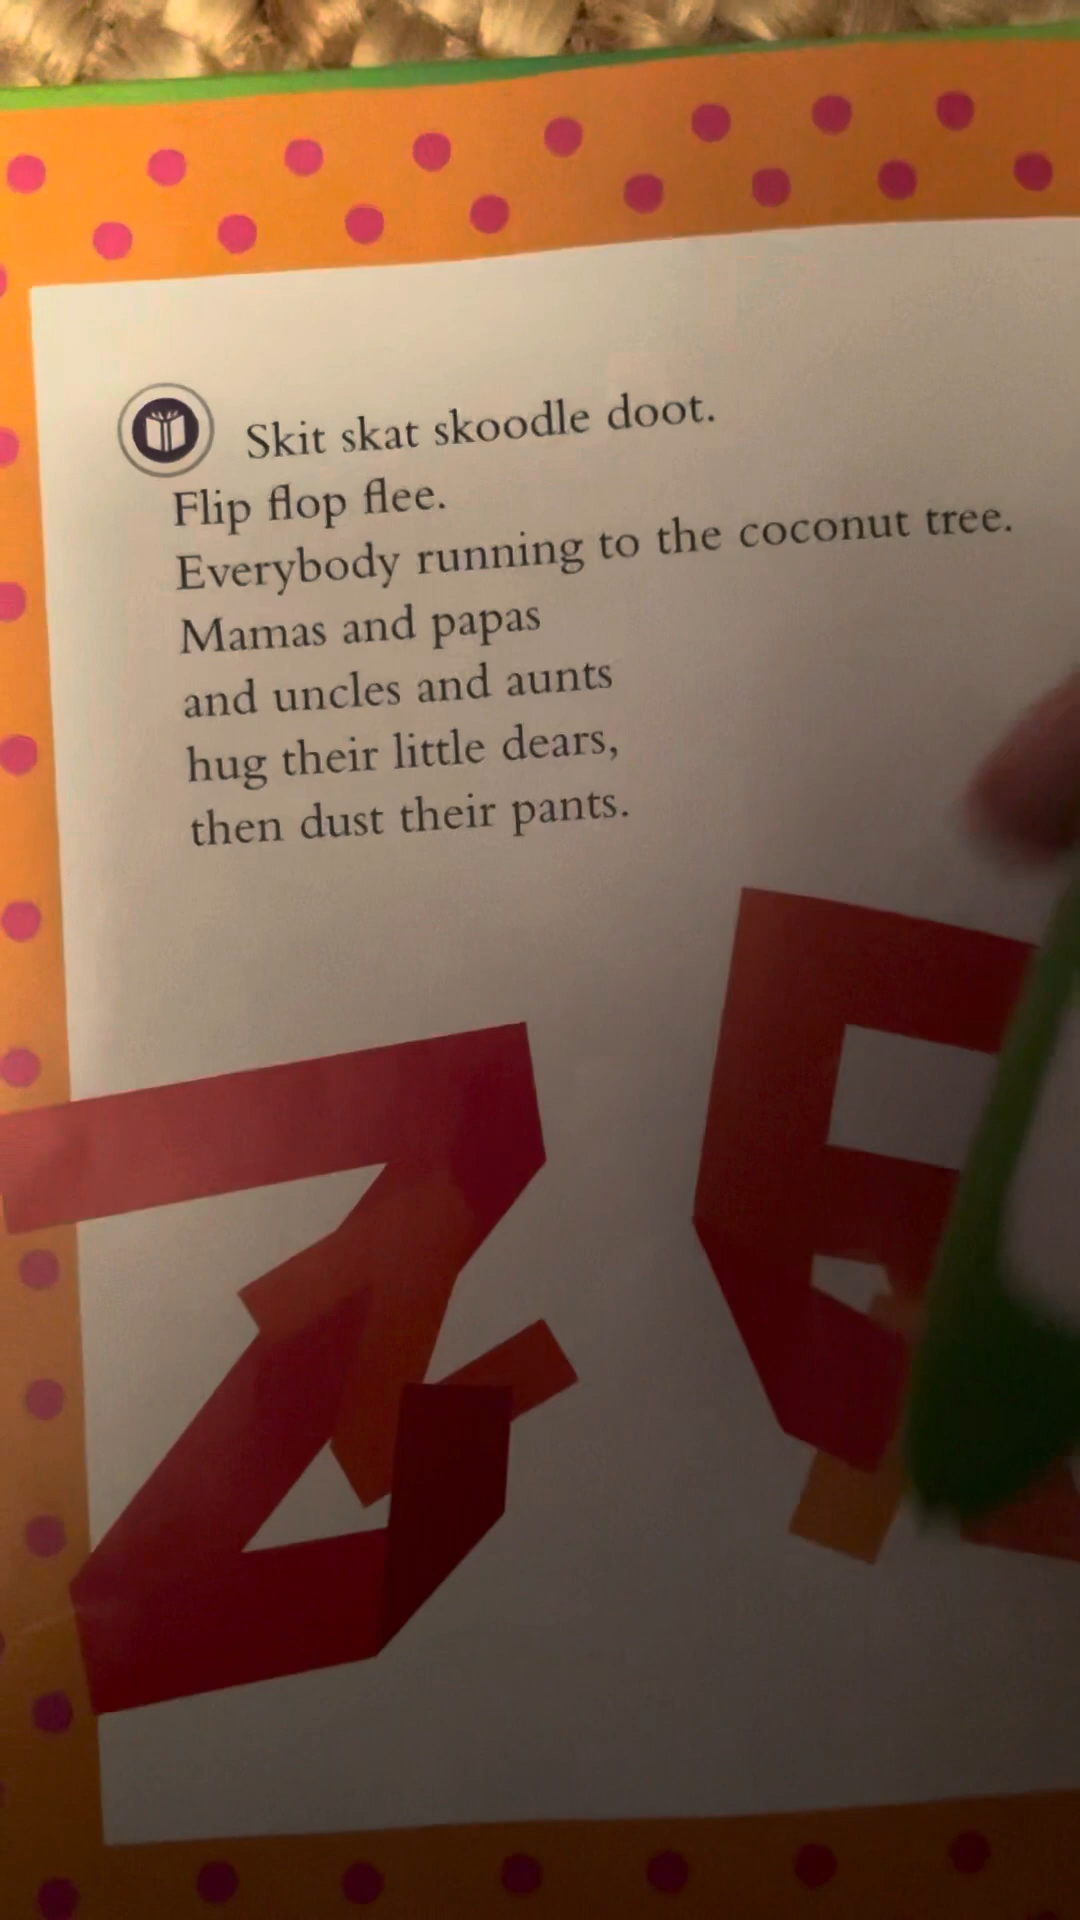 Skit skat skoodle doot.
Flip flop flee.
Everybody running to the coconut tree.
Mamas and papas
and uncles and aunts
hug their little dears,
then dust their pants.